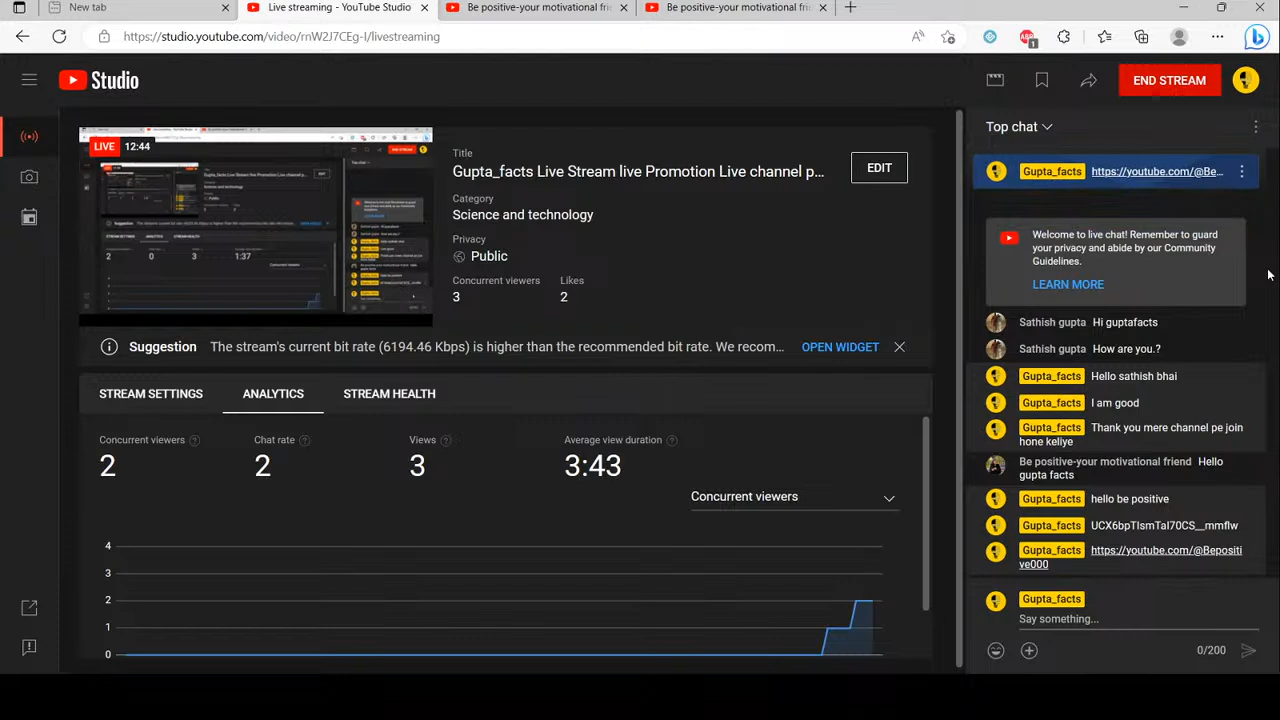 New tab
Live streaming - YouTube Studio
Be positive-your motivational frie
Be positive-your motivational frie
https://studio.youtube.com/video/rnW2J7CEg-I/livestreaming
Studio
END STREAM
LIVE 12:44
Title
Gupta_facts Live Stream live Promotion Live channel p...
EDIT
Category
Science and technology
Privacy
Public
Concurrent viewers
3
Likes
2
Suggestion
The stream's current bit rate (6194.46 Kbps) is higher than the recommended bit rate. We recom...
OPEN WIDGET
STREAM SETTINGS
ANALYTICS
STREAM HEALTH
Concurrent viewers
2
Chat rate
2
Views
3
Average view duration
3:43
Concurrent viewers
4
3
2
1
0
Top chat
Gupta_facts https://youtube.com/@Be...
Welcome to live chat! Remember to guard
your privacy and abide by our Community
Guidelines.
LEARN MORE
Sathish gupta Hi guptafacts
Sathish gupta How are you.?
Gupta_facts Hello sathish bhai
Gupta_facts I am good
Gupta_facts Thank you mere channel pe join
hone keliye
Be positive-your motivational friend Hello
gupta facts
Gupta_facts hello be positive
Gupta_facts UCX6bpTIsmTal70CS__mmflw
Gupta_facts https://youtube.com/@Bepositi
ve000
Gupta_facts
Say something...
0/200